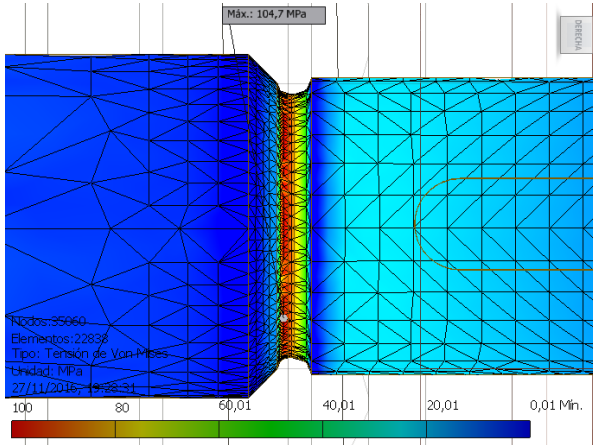 Máx.: 104,7 MPa
DERECHA
Nodos:35060
Elementos:22838
Tipo: Tensión de Von Mises
Unidad: MPa
27/11/2015, 19:28:21
100 80 60,01 40,01 20,01 0,01 Mín.